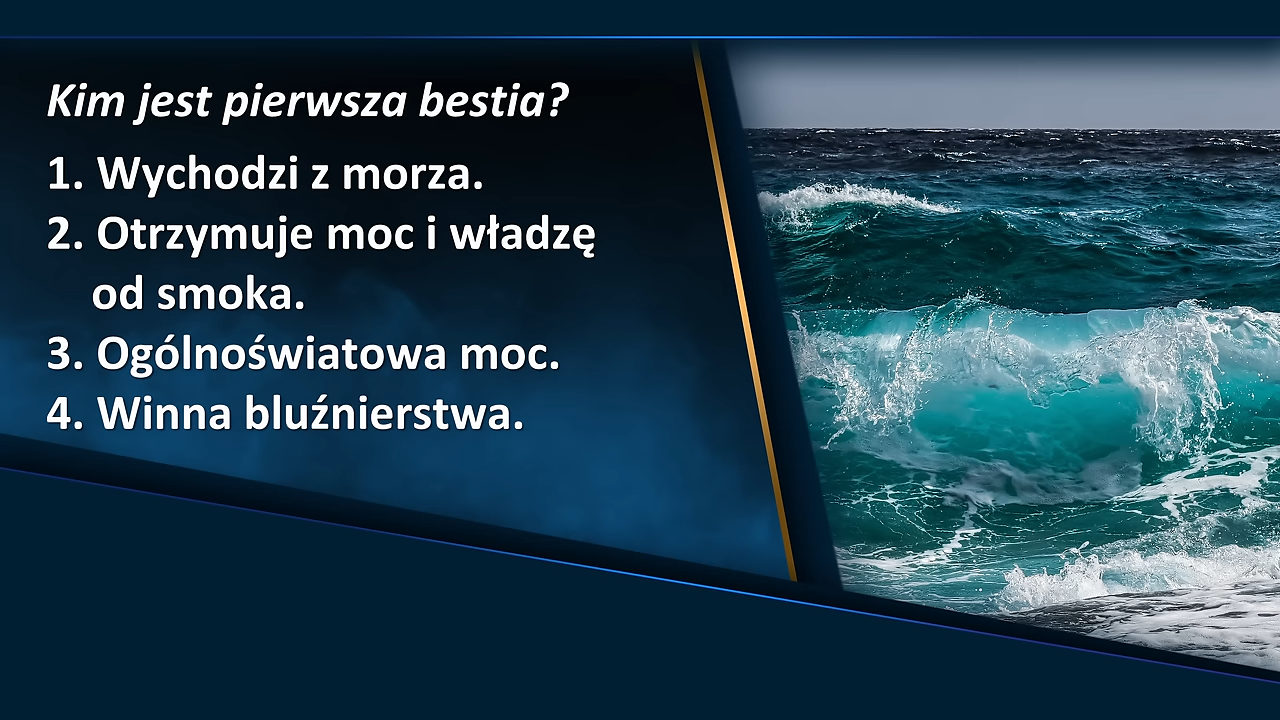 Kim jest pierwsza bestia?
1. Wychodzi z morza.
2. Otrzymuje moc i władzę
od smoka.
3. Ogólnoświatowa moc.
4. Winna bluźnierstwa.